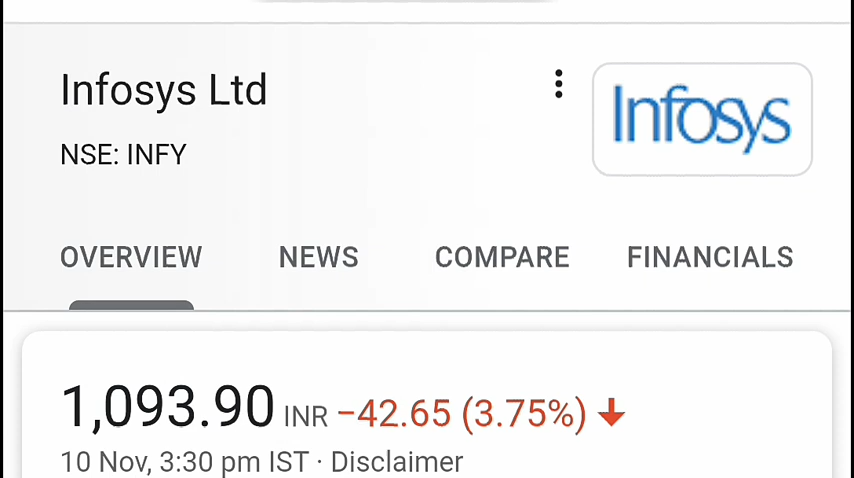 Infosys Ltd
Infosys
NSE: INFY
OVERVIEW NEWS COMPARE FINANCIALS
1,093.90 INR −42.65 (3.75%)
10 Nov, 3:30 pm IST · Disclaimer